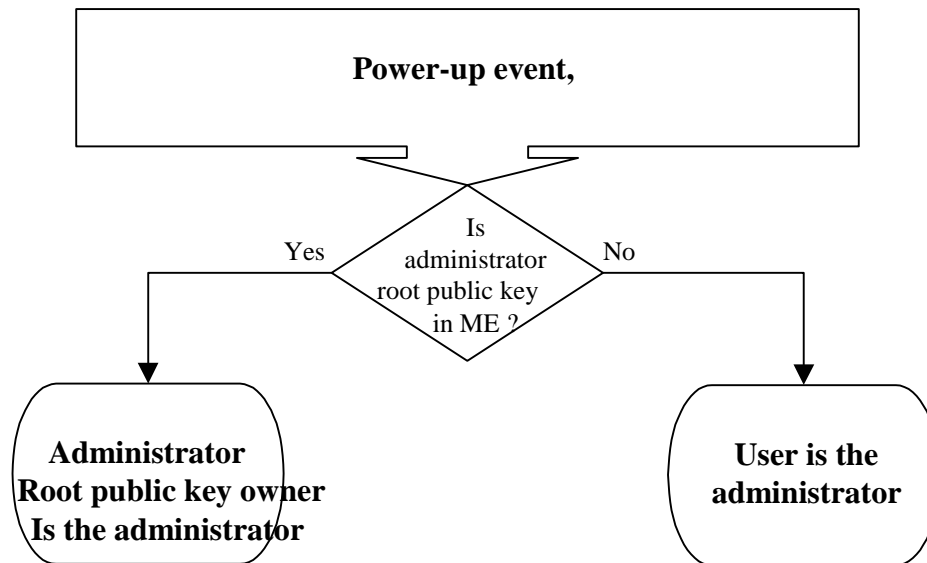 Power-up event,
Is
administrator
root public key
in ME ?
Yes
No
Administrator
Root public key owner
Is the administrator
User is the
administrator